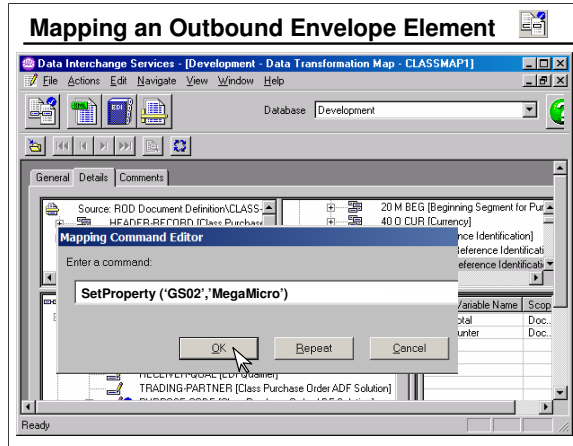 Mapping an Outbound Envelope Element
Data Interchange Services - [Development - Data Transformation Map - CLASSMAP1]
File Actions Edit Navigate View Window Help
XML
EDI
Database Development
General Details Comments
Source: ROD Document Definition\CLASS-
HEADER-RECORD [Class Purchase
20 M BEG [Beginning Segment for Pur
40 O CUR [Currency]
nce Identification]
Reference Identi
eference Identificati
Mapping Command Editor
Enter a command:
SetProperty (‘GS02’,’MegaMicro’)
OK Repeat Cancel
Variable Name Scop
otal Doc..
unter Doc..
RECEIVER-QUAL [EDI Qualifier]
TRADING-PARTNER [Class Purchase Order ADF Solution]
Ready